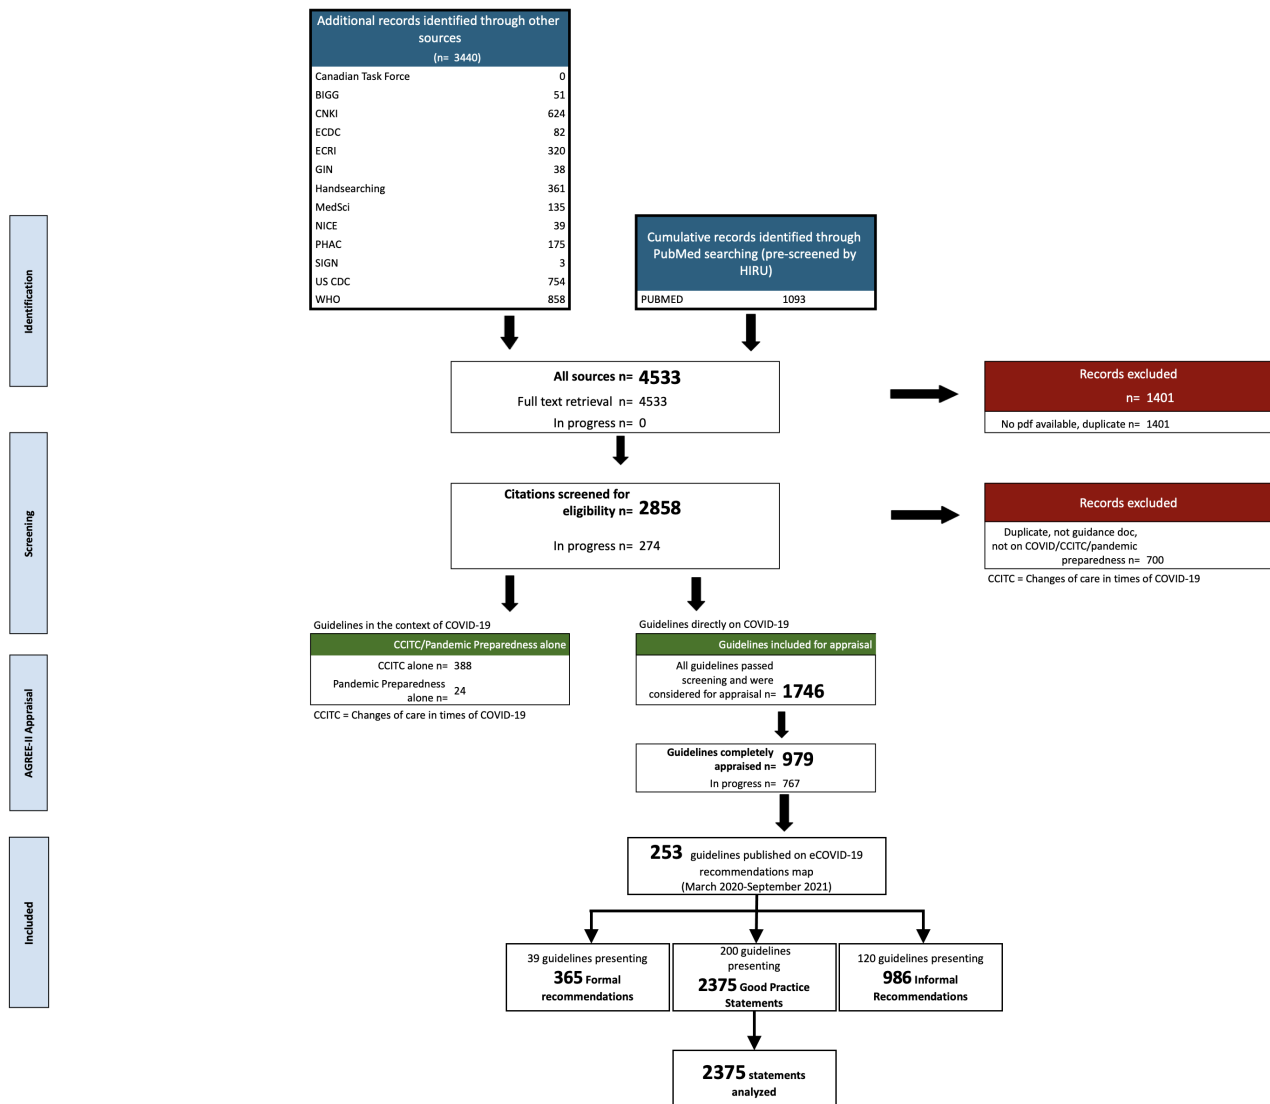 Additional records identified through other
sources
(n= 3440)
Canadian Task Force 0
BIGG 51
CNKI 624
ECDC 82
ECRI 320
GIN 38
Handsearching 361
MedSci 135
NICE 39
PHAC 175
SIGN 3
US CDC 754
WHO 858
Cumulative records identified through
PubMed searching (pre-screened by
HIRU)
PUBMED 1093
Identification
All sources n= 4533
Full text retrieval n= 4533
In progress n= 0
Records excluded
n= 1401
No pdf available, duplicate n= 1401
Screening
Citations screened for
eligibility n= 2858
In progress n= 274
Records excluded
Duplicate, not guidance doc,
not on COVID/CCITC/pandemic
preparedness n= 700
CCITC = Changes of care in times of COVID-19
Guidelines in the context of COVID-19
CCITC/Pandemic Preparedness alone
CCITC alone n= 388
Pandemic Preparedness
alone n= 24
CCITC = Changes of care in times of COVID-19
Guidelines directly on COVID-19
Guidelines included for appraisal
All guidelines passed
screening and were
considered for appraisal n= 1746
AGREE-II Appraisal
Guidelines completely
appraised n= 979
In progress n= 767
Included
253 guidelines published on eCOVID-19
recommendations map
(March 2020-September 2021)
39 guidelines presenting
365 Formal
recommendations
200 guidelines
presenting
2375 Good Practice
Statements
120 guidelines presenting
986 Informal
Recommendations
2375 statements
analyzed